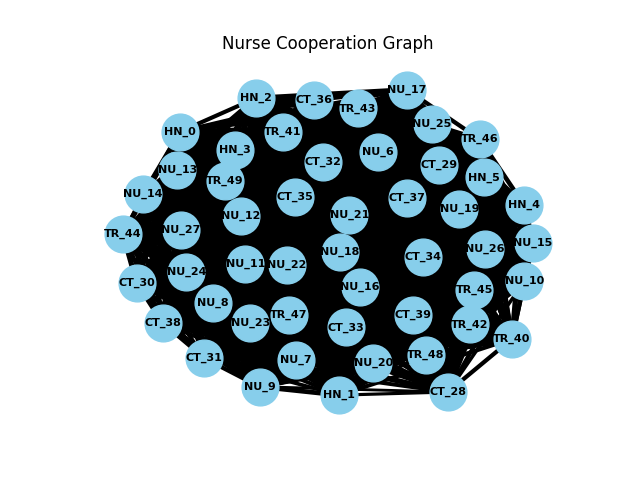 Nurse Cooperation Graph
NU_17
HN_2
CT_36
TR_43
NU_25
HN_0
TR_41
TR_46
HN_3
NU_6
CT_32
CT_29
NU_13
HN_5
TR_49
NU_14
CT_35
CT_37
HN_4
NU_19
NU_12
NU_21
NU_27
TR_44
NU_15
NU_26
NU_18
CT_34
NU_11
NU_22
NU_24
NU_10
CT_30
NU_16
TR_45
NU_8
TR_47
CT_39
CT_38
NU_23
TR_42
CT_33
TR_40
TR_48
CT_31
NU_7
NU_20
NU_9
CT_28
HN_1